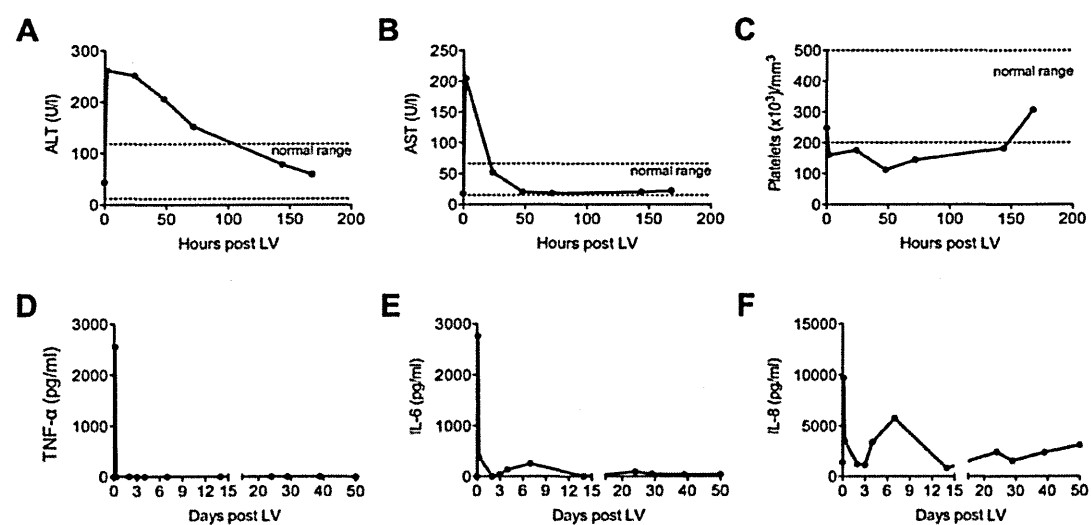 A
ALT (U/l)
300
200
100
0
normal range
0 50 100 150 200
Hours post LV
B
AST (U/l)
250
200
150
100
50
0
normal range
0 50 100 150 200
Hours post LV
C
Platelets (x10³)/mm³
500
400
300
200
100
0
normal range
0 50 100 150 200
Hours post LV
D
TNF-α (pg/ml)
3000
2000
1000
0
0 3 6 9 12 15 20 30 40 50
Days post LV
E
IL-6 (pg/ml)
3000
2000
1000
0
0 3 6 9 12 15 20 30 40 50
Days post LV
F
IL-8 (pg/ml)
15000
10000
5000
0
0 3 6 9 12 15 20 30 40 50
Days post LV